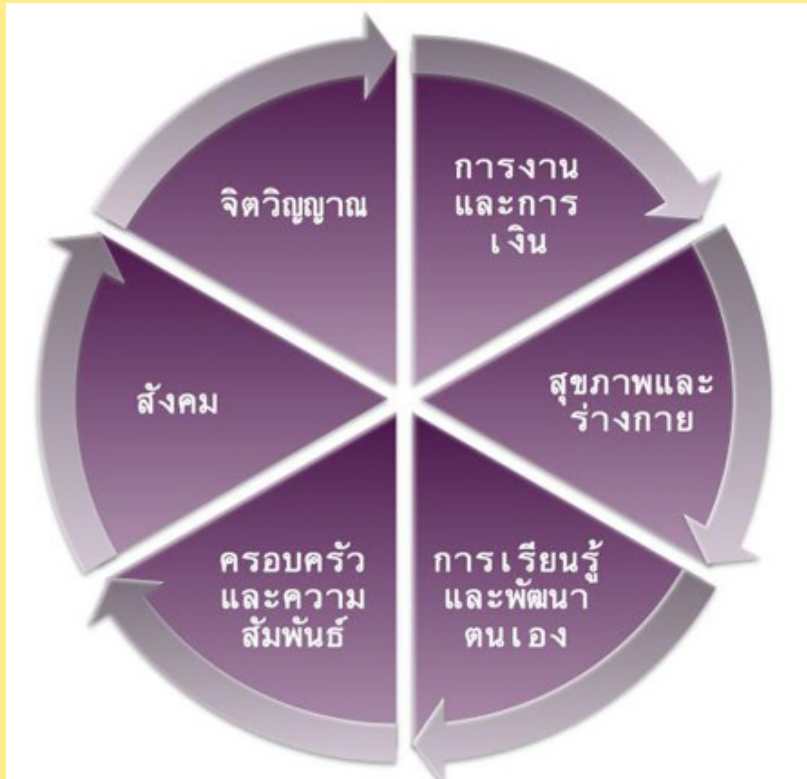 การงาน
และการ
เงิน
สุขภาพและ
ร่างกาย
การเรียนรู้
และพัฒนา
ตนเอง
ครอบครัว
และความ
สัมพันธ์
สังคม
จิตวิญญาณ